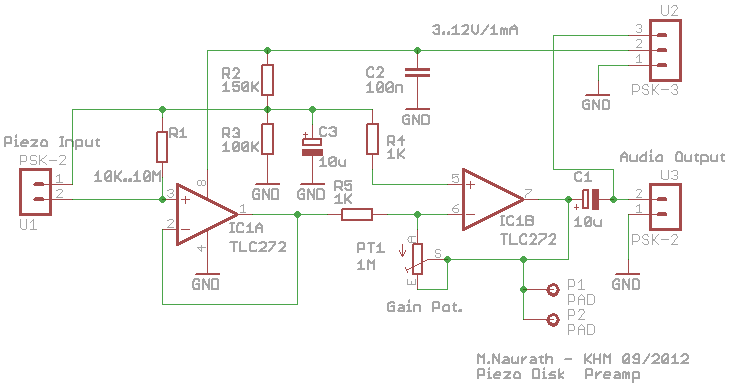 U2
3..12V/1mA
3
2
1
R2
150K
C2
100n
GND
PSK-3
GND
Piezo Input
PSK-2
1
2
U1
R1
10K..10M
R3
100K
C3
10u
R4
1K
GND
GND
Audio Output
C1
10u
U3
2
1
PSK-2
GND
8
3
2
1
4
IC1A
TLC272
GND
R5
1K
5
6
7
IC1B
TLC272
PT1
1M
A
S
E
Gain Pot.
P1
PAD
P2
PAD
M.Naurath - KHM 09/2012
Piezo Disk Preamp